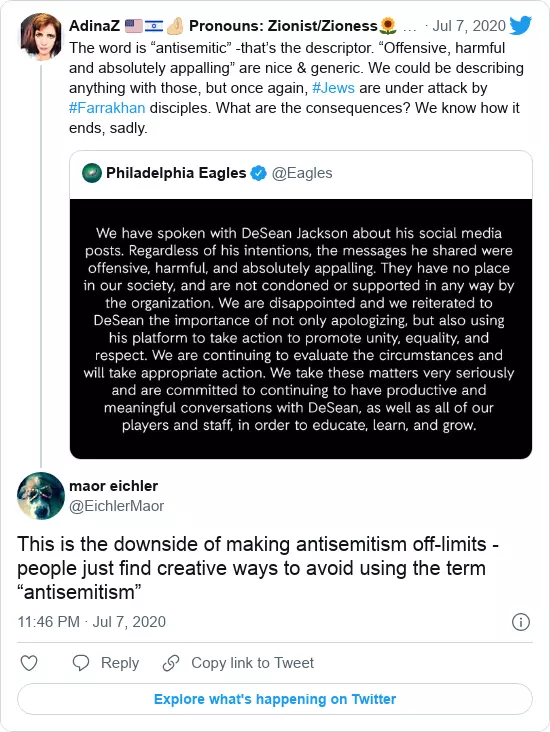 AdinaZ 🇺🇸🇮🇱 Pronouns: Zionist/Zioness🌻 ... · Jul 7, 2020
The word is “antisemitic” -that’s the descriptor. “Offensive, harmful
and absolutely appalling” are nice & generic. We could be describing
anything with those, but once again, #Jews are under attack by
#Farrakhan disciples. What are the consequences? We know how it
ends, sadly.
Philadelphia Eagles @Eagles
We have spoken with DeSean Jackson about his social media
posts. Regardless of his intentions, the messages he shared were
offensive, harmful, and absolutely appalling. They have no place
in our society, and are not condoned or supported in any way by
the organization. We are disappointed and we reiterated to
DeSean the importance of not only apologizing, but also using
his platform to take action to promote unity, equality, and
respect. We are continuing to evaluate the circumstances and
will take appropriate action. We take these matters very seriously
and are committed to continuing to have productive and
meaningful conversations with DeSean, as well as all of our
players and staff, in order to educate, learn, and grow.
maor eichler
@EichlerMaor
This is the downside of making antisemitism off-limits -
people just find creative ways to avoid using the term
“antisemitism”
11:46 PM · Jul 7, 2020
Reply Copy link to Tweet
Explore what's happening on Twitter